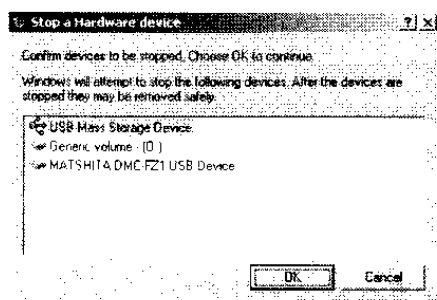 Stop a Hardware device
Confirm devices to be stopped, Choose OK to continue.
Windows will attempt to stop the following devices. After the devices are
stopped they may be removed safely.
USB Mass Storage Device
Generic volume - (D:)
MATSHITA DMC-FZ1 USB Device
OK
Cancel